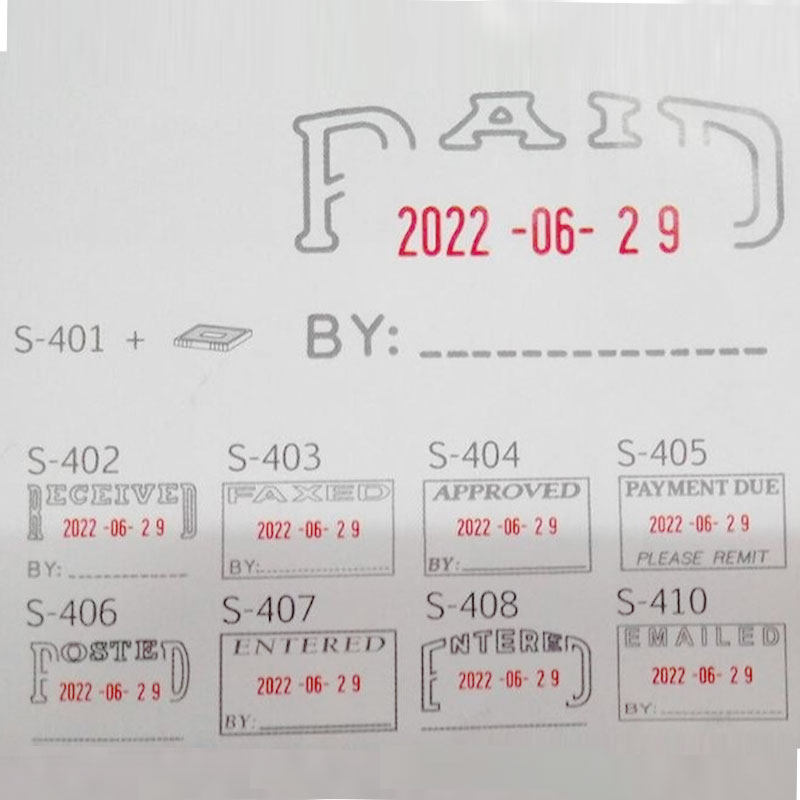 PAID
2022 -06- 2 9
S-401 +
BY:
S-402
RECEIVED
2022 -06- 2 9
BY:
S-403
FAXED
2022 -06- 2 9
BY:
S-404
APPROVED
2022 -06- 2 9
BY:
S-405
PAYMENT DUE
2022 -06- 2 9
PLEASE REMIT
S-406
POSTED
2022 -06- 2 9
S-407
ENTERED
2022 -06- 2 9
BY:
S-408
ENTERED
2022 -06- 2 9
S-410
EMAILED
2022 -06- 2 9
BY: